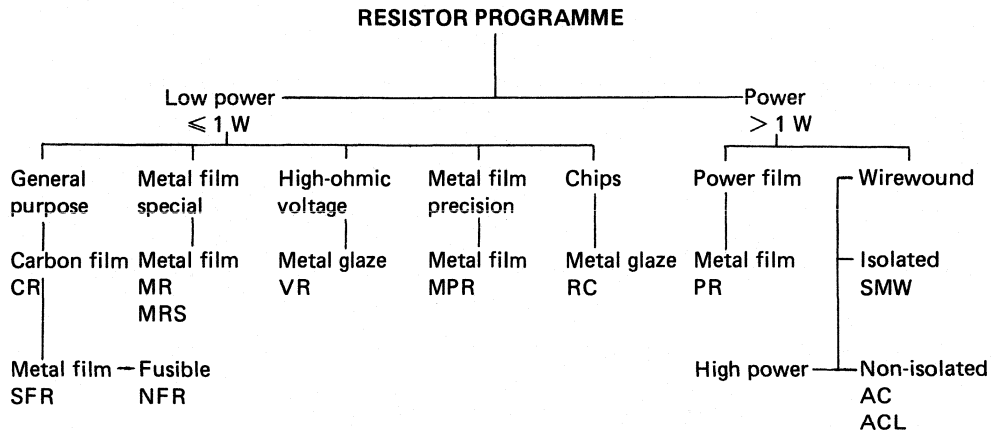 RESISTOR PROGRAMME
Low power
≤ 1 W
Power
> 1 W
General
purpose
Metal film
special
High-ohmic
voltage
Metal film
precision
Chips
Power film
Wirewound
Carbon film
CR
Metal film
MR
MRS
Metal glaze
VR
Metal film
MPR
Metal glaze
RC
Metal film
PR
Isolated
SMW
Metal film
SFR
Fusible
NFR
High power
Non-isolated
AC
ACL